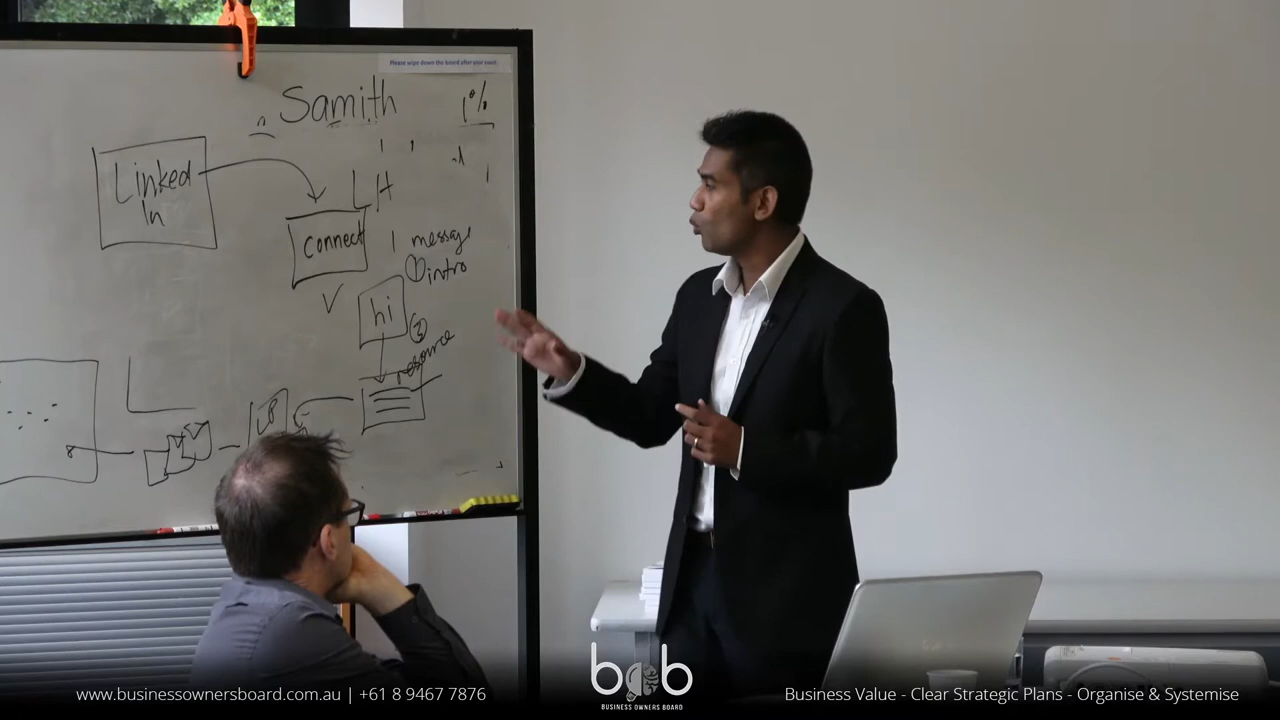 Please wipe down the board after your event
Samith
1%
Linked
In
LH
connect
1 message
① intro
hi
②
resource
bob
BUSINESS OWNERS BOARD
www.businessownersboard.com.au | +61 8 9467 7876
Business Value - Clear Strategic Plans - Organise & Systemise